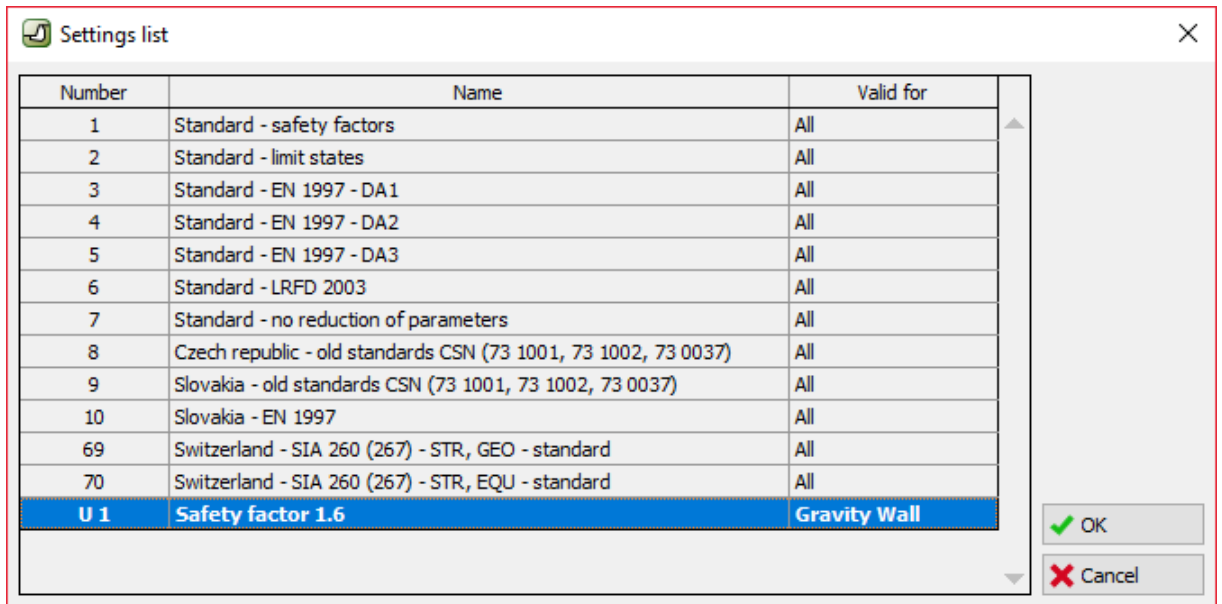 Settings list
Number Name Valid for
1 Standard - safety factors All
2 Standard - limit states All
3 Standard - EN 1997 - DA1 All
4 Standard - EN 1997 - DA2 All
5 Standard - EN 1997 - DA3 All
6 Standard - LRFD 2003 All
7 Standard - no reduction of parameters All
8 Czech republic - old standards CSN (73 1001, 73 1002, 73 0037) All
9 Slovakia - old standards CSN (73 1001, 73 1002, 73 0037) All
10 Slovakia - EN 1997 All
69 Switzerland - SIA 260 (267) - STR, GEO - standard All
70 Switzerland - SIA 260 (267) - STR, EQU - standard All
U 1 Safety factor 1.6 Gravity Wall
OK
Cancel